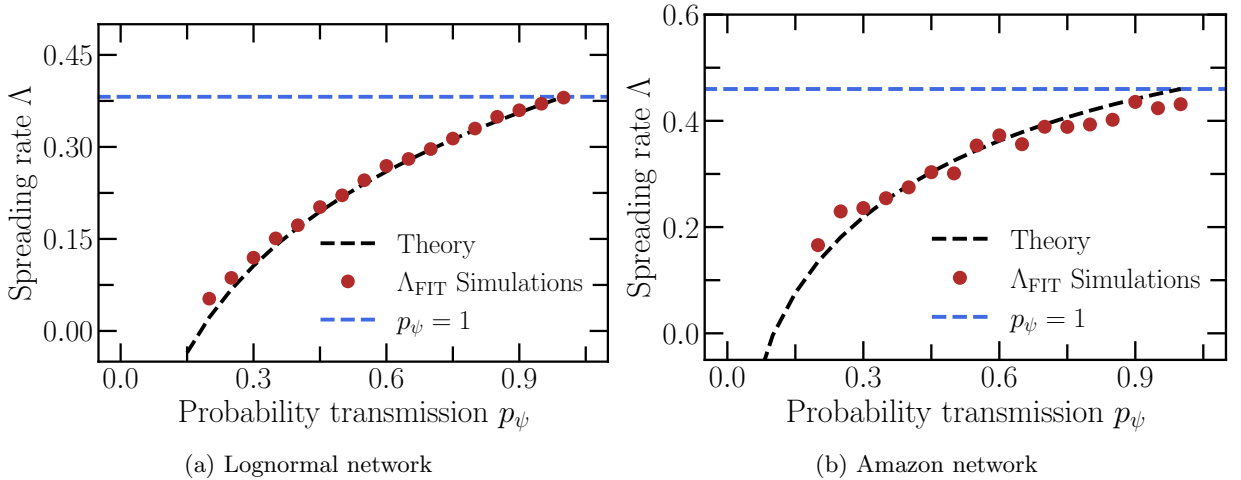 0.45
0.30
0.15
0.00
Spreading rate Λ
Theory
Λ_FIT Simulations
p_ψ = 1
0.0 0.3 0.6 0.9
Probability transmission p_ψ
(a) Lognormal network
0.6
0.4
0.2
0.0
Spreading rate Λ
Theory
Λ_FIT Simulations
p_ψ = 1
0.0 0.3 0.6 0.9
Probability transmission p_ψ
(b) Amazon network